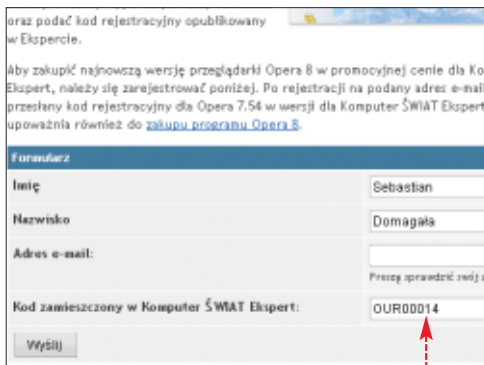 oraz podać kod rejestracyjny opublikowany
w Ekspercie.
Aby zakupić najnowszą wersję przeglądarki Opera 8 w promocyjnej cenie dla Ko
Ekspert, należy się zarejestrować poniżej. Po rejestracji na podany adres e-mail
przesłany kod rejestracyjny dla Opera 7.54 w wersji dla Komputer ŚWIAT Ekspert
upoważnia również do zakupu programu Opera 8.
Formularz
Imię
Sebastian
Nazwisko
Domagała
Adres e-mail:
Proszę sprawdzić swój
Kod zamieszczony w Komputer ŚWIAT Ekspert:
OUR00014
Wyślij